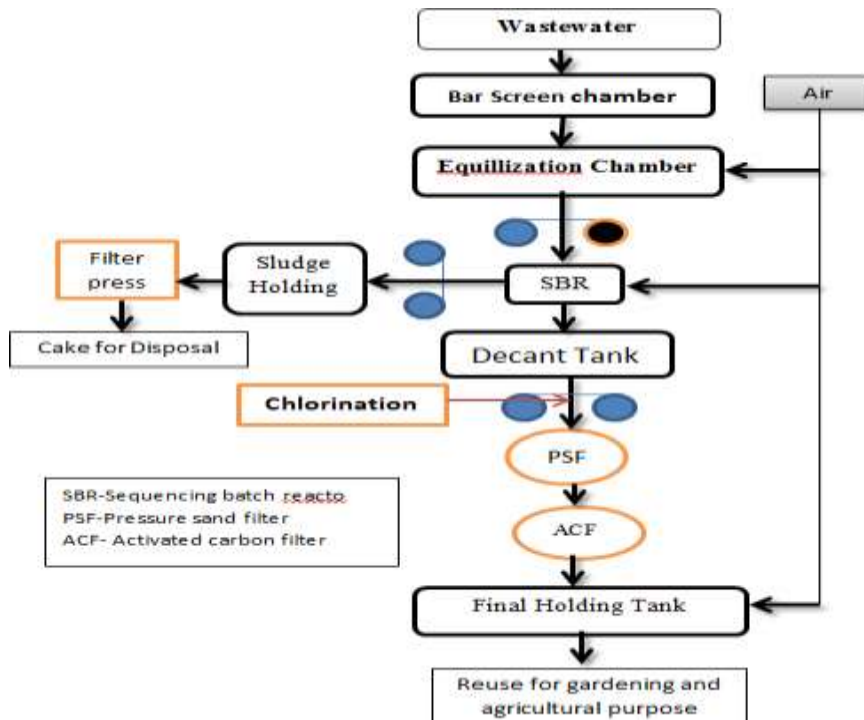 Wastewater
Bar Screen chamber
Air
Equillization Chamber
Filter
press
Sludge
Holding
SBR
Cake for Disposal
Decant Tank
Chlorination
PSF
SBR-Sequencing batch reacto
PSF-Pressure sand filter
ACF- Activated carbon filter
ACF
Final Holding Tank
Reuse for gardening and
agricultural purpose